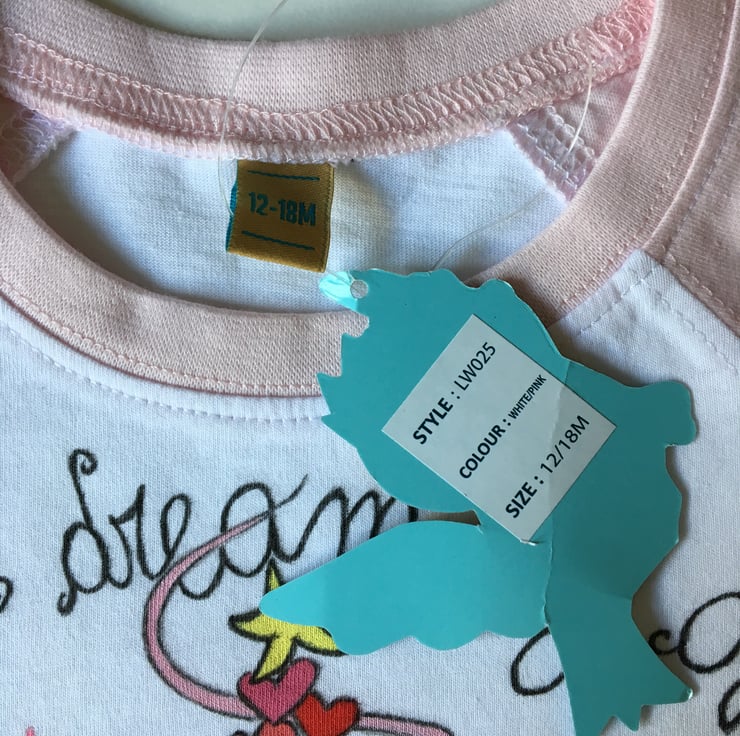 12-18M
STYLE : LW025
COLOUR : WHITE/PINK
SIZE : 12/18M
dream